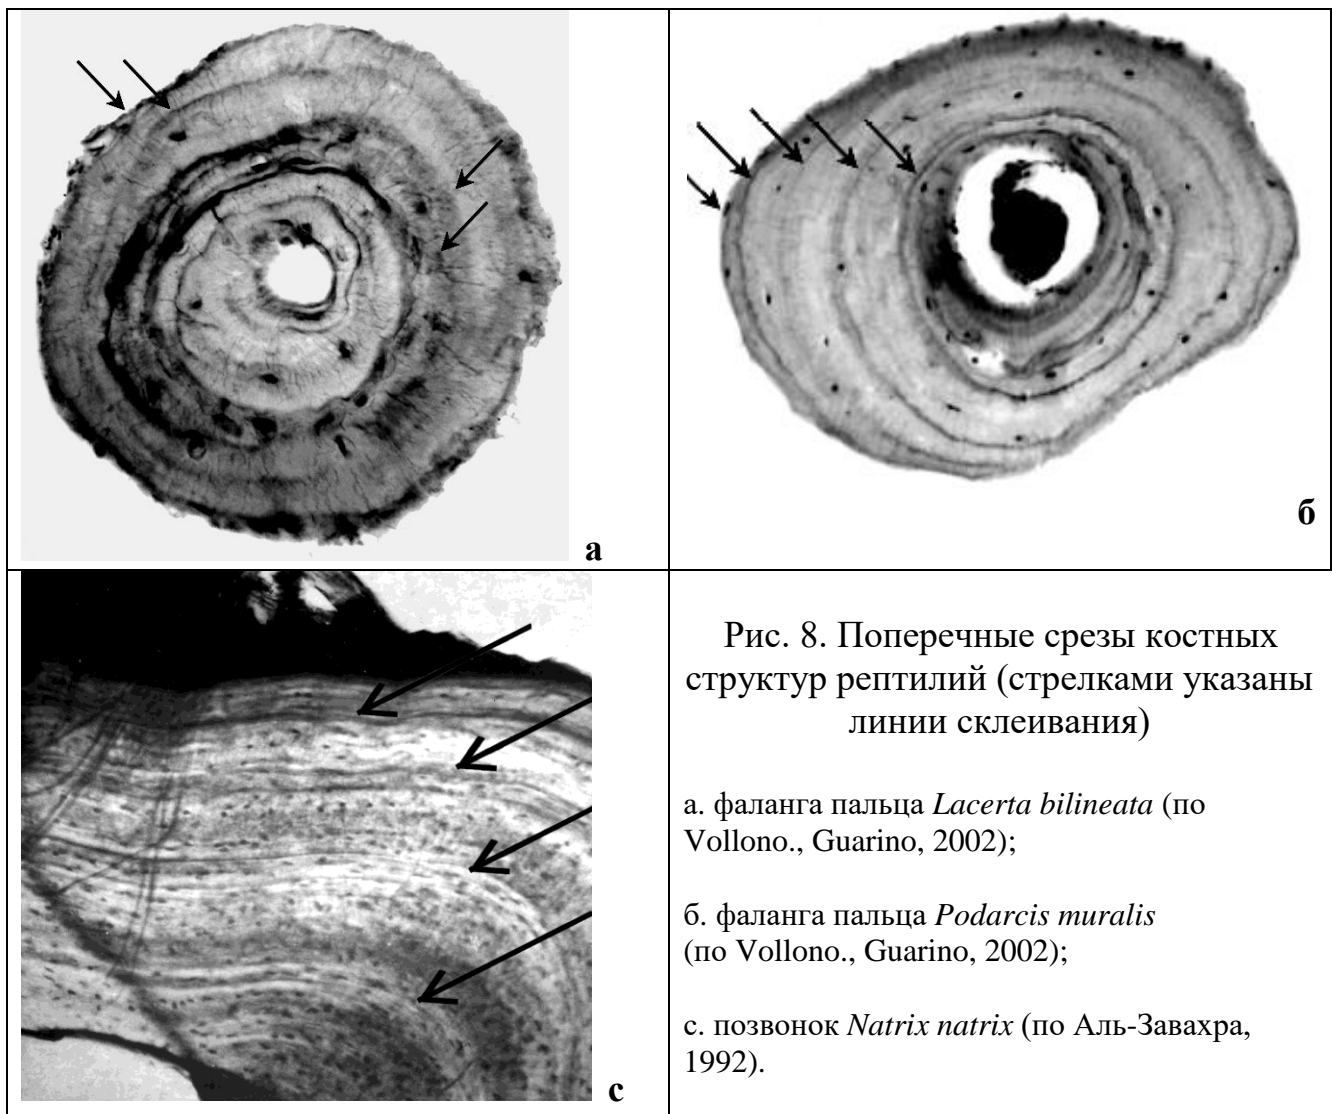 а
б
с
Рис. 8. Поперечные срезы костных
структур рептилий (стрелками указаны
линии склеивания)
а. фаланга пальца Lacerta bilineata (по
Vollono., Guarino, 2002);
б. фаланга пальца Podarcis muralis
(по Vollono., Guarino, 2002);
с. позвонок Natrix natrix (по Аль-Завахра,
1992).